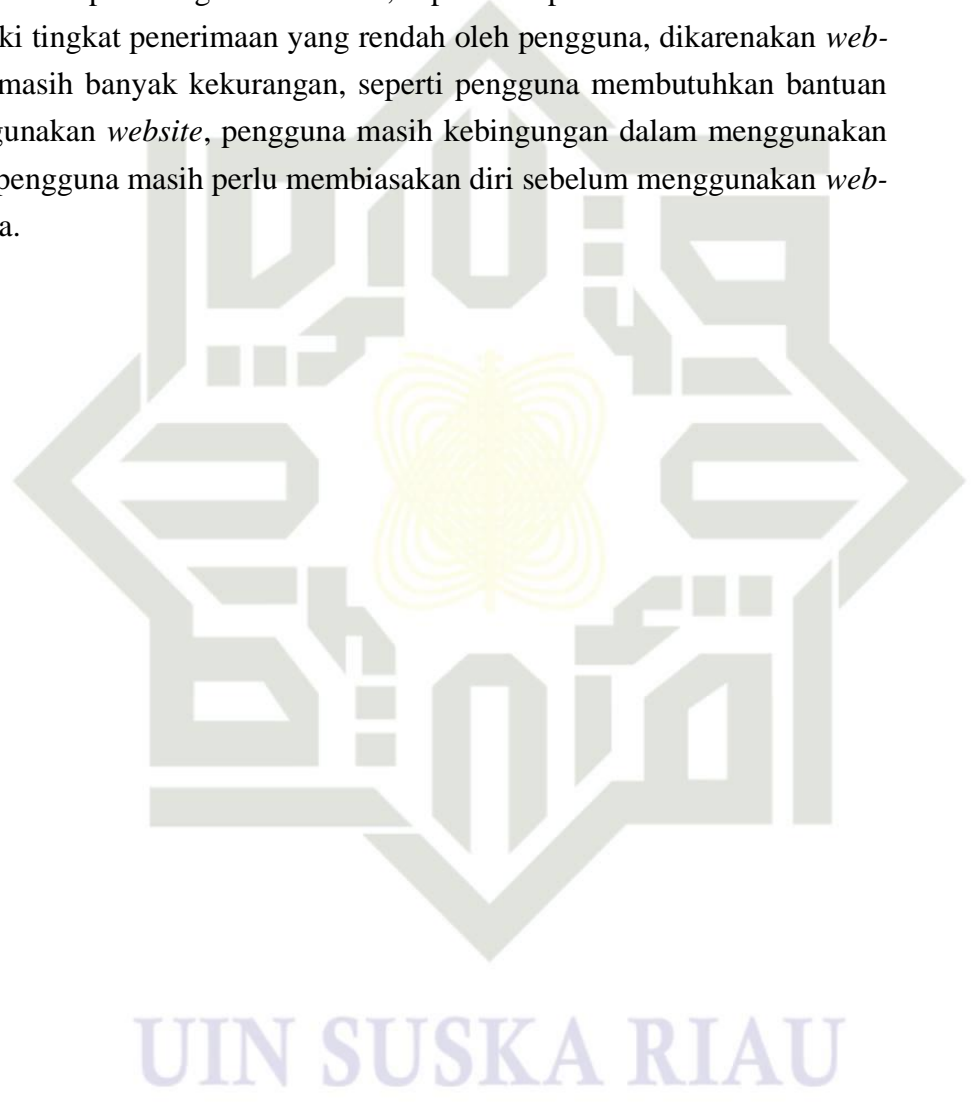 ki tingkat penerimaan yang rendah oleh pengguna, dikarenakan web-
masih banyak kekurangan, seperti pengguna membutuhkan bantuan
gunakan website, pengguna masih kebingungan dalam menggunakan
pengguna masih perlu membiasakan diri sebelum menggunakan web-
a.
UIN SUSKA RIAU